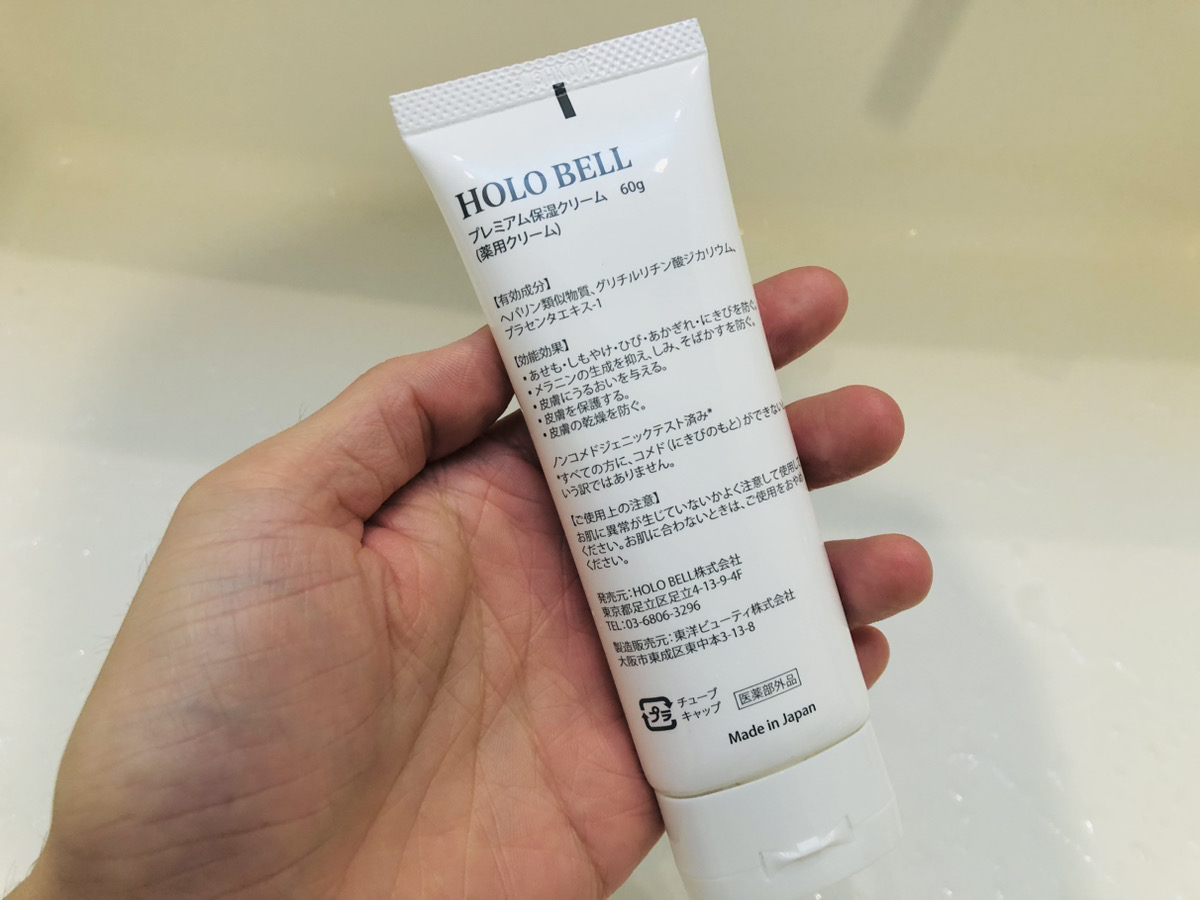 HOLO BELL
プレミアム保湿クリーム 60g
(薬用クリーム)
【有効成分】
ヘパリン類似物質、グリチルリチン酸ジカリウム、
プラセンタエキス-1
【効能効果】
・あせも・しもやけ・ひび・あかぎれ・にきびを防ぐ。
・メラニンの生成を抑え、しみ、そばかすを防ぐ。
・皮膚にうるおいを与える。
・皮膚を保護する。
・皮膚の乾燥を防ぐ。
ノンコメドジェニックテスト済み*
*すべての方に、コメド(にきびのもと)ができない
いう訳ではありません。
【ご使用上の注意】
お肌に異常が生じていないかよく注意して使用し
ください。お肌に合わないときは、ご使用をおや
ください。
発売元:HOLO BELL株式会社
東京都足立区足立4-13-9-4F
TEL:03-6806-3296
製造販売元:東洋ビューティ株式会社
大阪市東成区東中本3-13-8
プラ
チューブ
キャップ
医薬部外品
Made in Japan